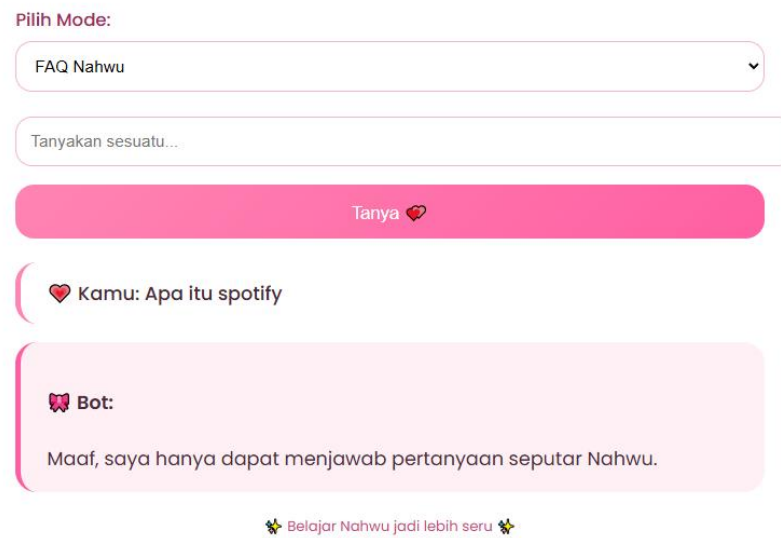 Pilih Mode:
FAQ Nahwu
Tanyakan sesuatu...
Tanya 💕
💗 Kamu: Apa itu spotify
🎀 Bot:
Maaf, saya hanya dapat menjawab pertanyaan seputar Nahwu.
✨ Belajar Nahwu jadi lebih seru ✨